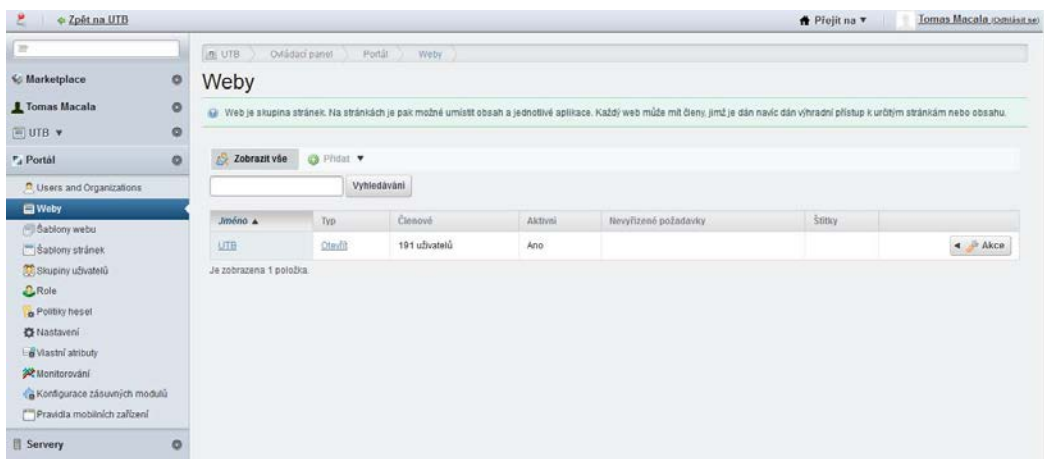 Zpět na UTB
Přejít na
Tomas Macala (Odhlásit se)
UTB
Ovládací panel
Portál
Weby
Marketplace
Weby
Tomas Macala
Web je skupina stránek. Na stránkách je pak možné umístit obsah a jednotlivé aplikace. Každý web může mít členy, jimž je dán navíc dán výhradní přístup k určitým stránkám nebo obsahu.
UTB
Portál
Zobrazit vše
Přidat
Users and Organizations
Vyhledávání
Weby
Šablony webu
Jméno
Typ
Členové
Aktivní
Nevyřízené požadavky
Štítky
Šablony stránek
UTB
Otevřít
191 uživatelů
Ano
Akce
Skupiny uživatelů
Je zobrazena 1 položka.
Role
Politiky hesel
Nastavení
Vlastní atributy
Monitorování
Konfigurace zásuvných modulů
Pravidla mobilních zařízení
Servery